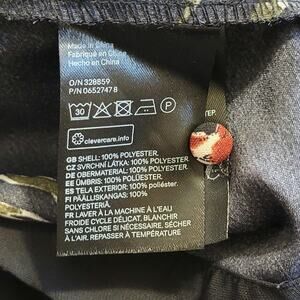 Made in China
Fabriqué en China
Hecho en China
O/N 328859
P/N 06527478
30
P
clevercare.info
GB SHELL: 100% POLYESTER.
CZ SVRCHNÍ LÁTKA: 100% POLYESTER.
DE OBERMATERIAL: 100% POLYESTER.
EE ÜMBRIS: 100% POLÜESTER.
ES TELA EXTERIOR: 100% poliéster.
FI PÄÄLLISKANGAS: 100%
POLYESTERIÄ.
FR LAVER À LA MACHINE À L'EAU
FROIDE CYCLE DÉLICAT, BLANCHIR
SANS CHLORE SI NÉCESSAIRE, SÉCHER
À L'AIR. REPASSER À TEMPÉRATURE